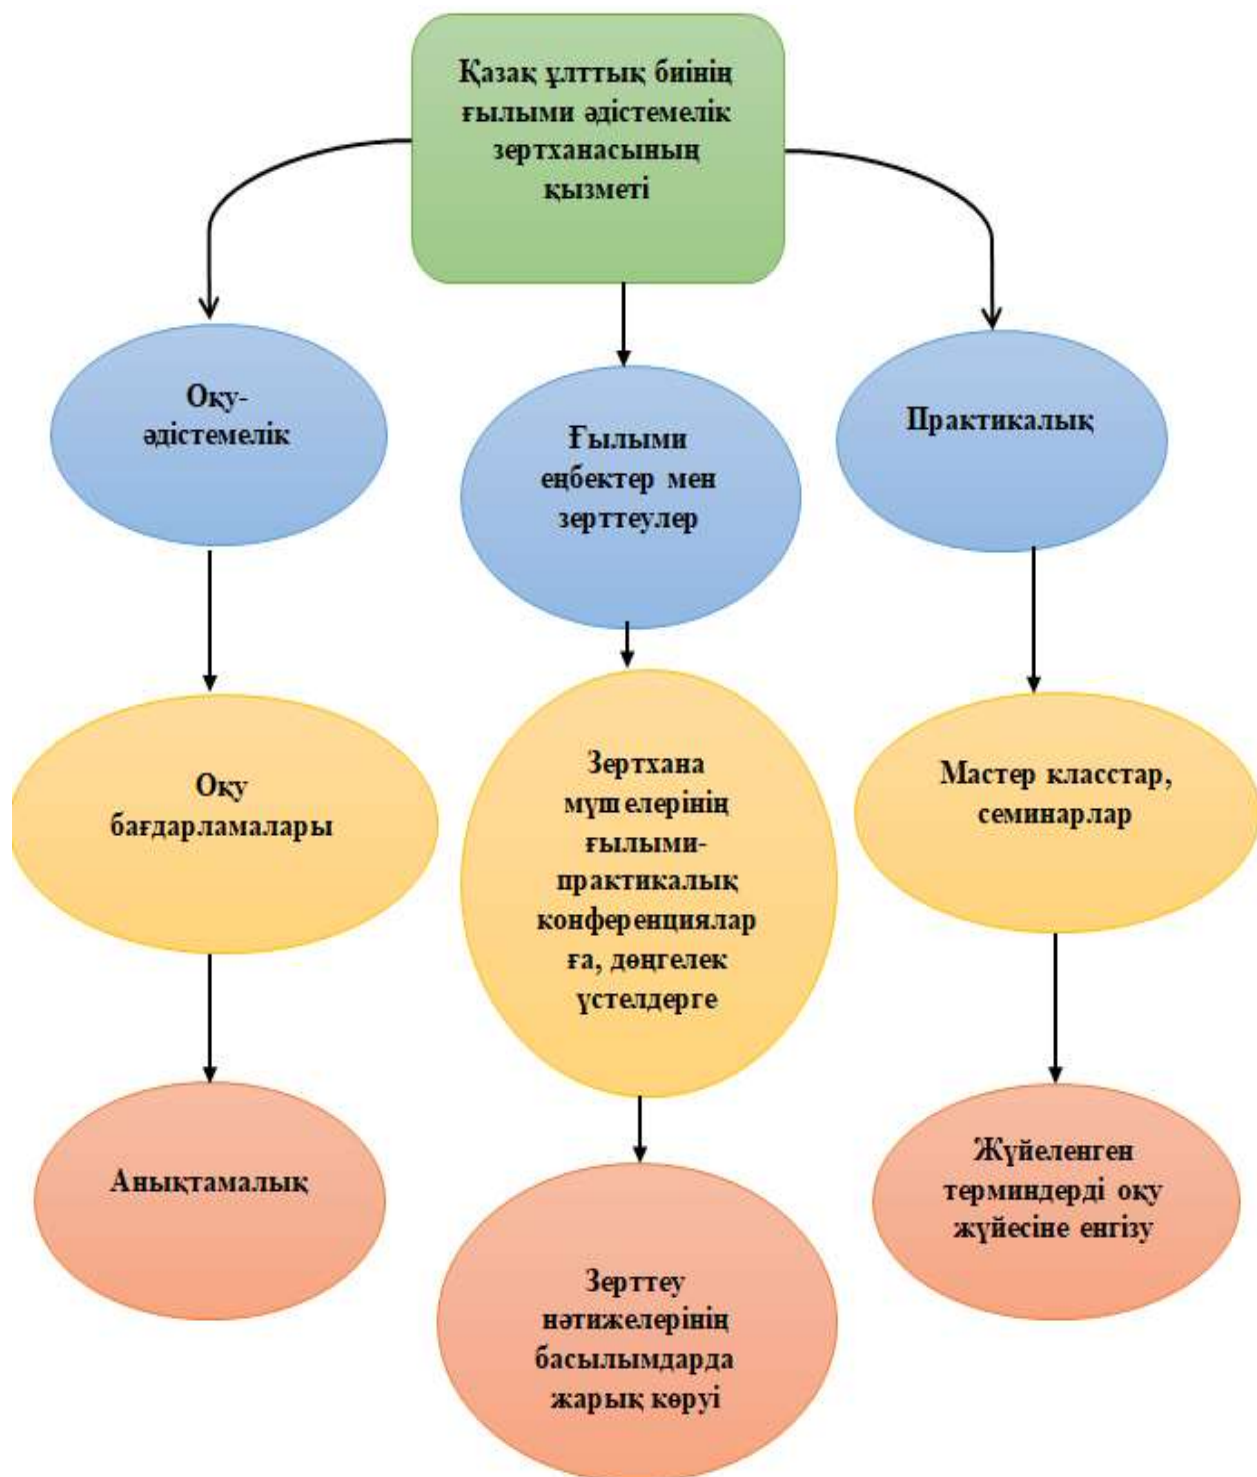 Қазақ ұлттық биінің
ғылыми әдістемелік
зертханасының
қызметі
Оқу-
әдістемелік
Ғылыми
еңбектер мен
зерттеулер
Практикалық
Оқу
бағдарламалары
Зертхана
мүшелерінің
ғылыми-
практикалық
конференциялар
ға, дөңгелек
үстелдерге
Мастер класстар,
семинарлар
Анықтамалық
Зерттеу
нәтижелерінің
басылымдарда
жарық көруі
Жүйеленген
терминдерді оқу
жүйесіне енгізу